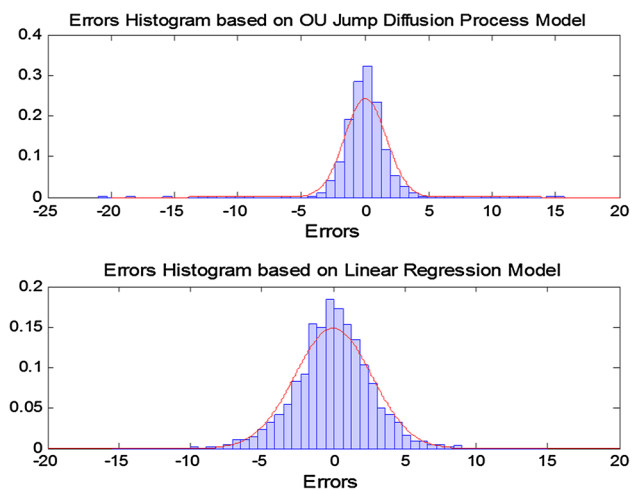 Errors Histogram based on OU Jump Diffusion Process Model
0.4
0.3
0.2
0.1
0
-25 -20 -15 -10 -5 0 5 10 15 20
Errors
Errors Histogram based on Linear Regression Model
0.2
0.15
0.1
0.05
0
-20 -15 -10 -5 0 5 10 15 20
Errors